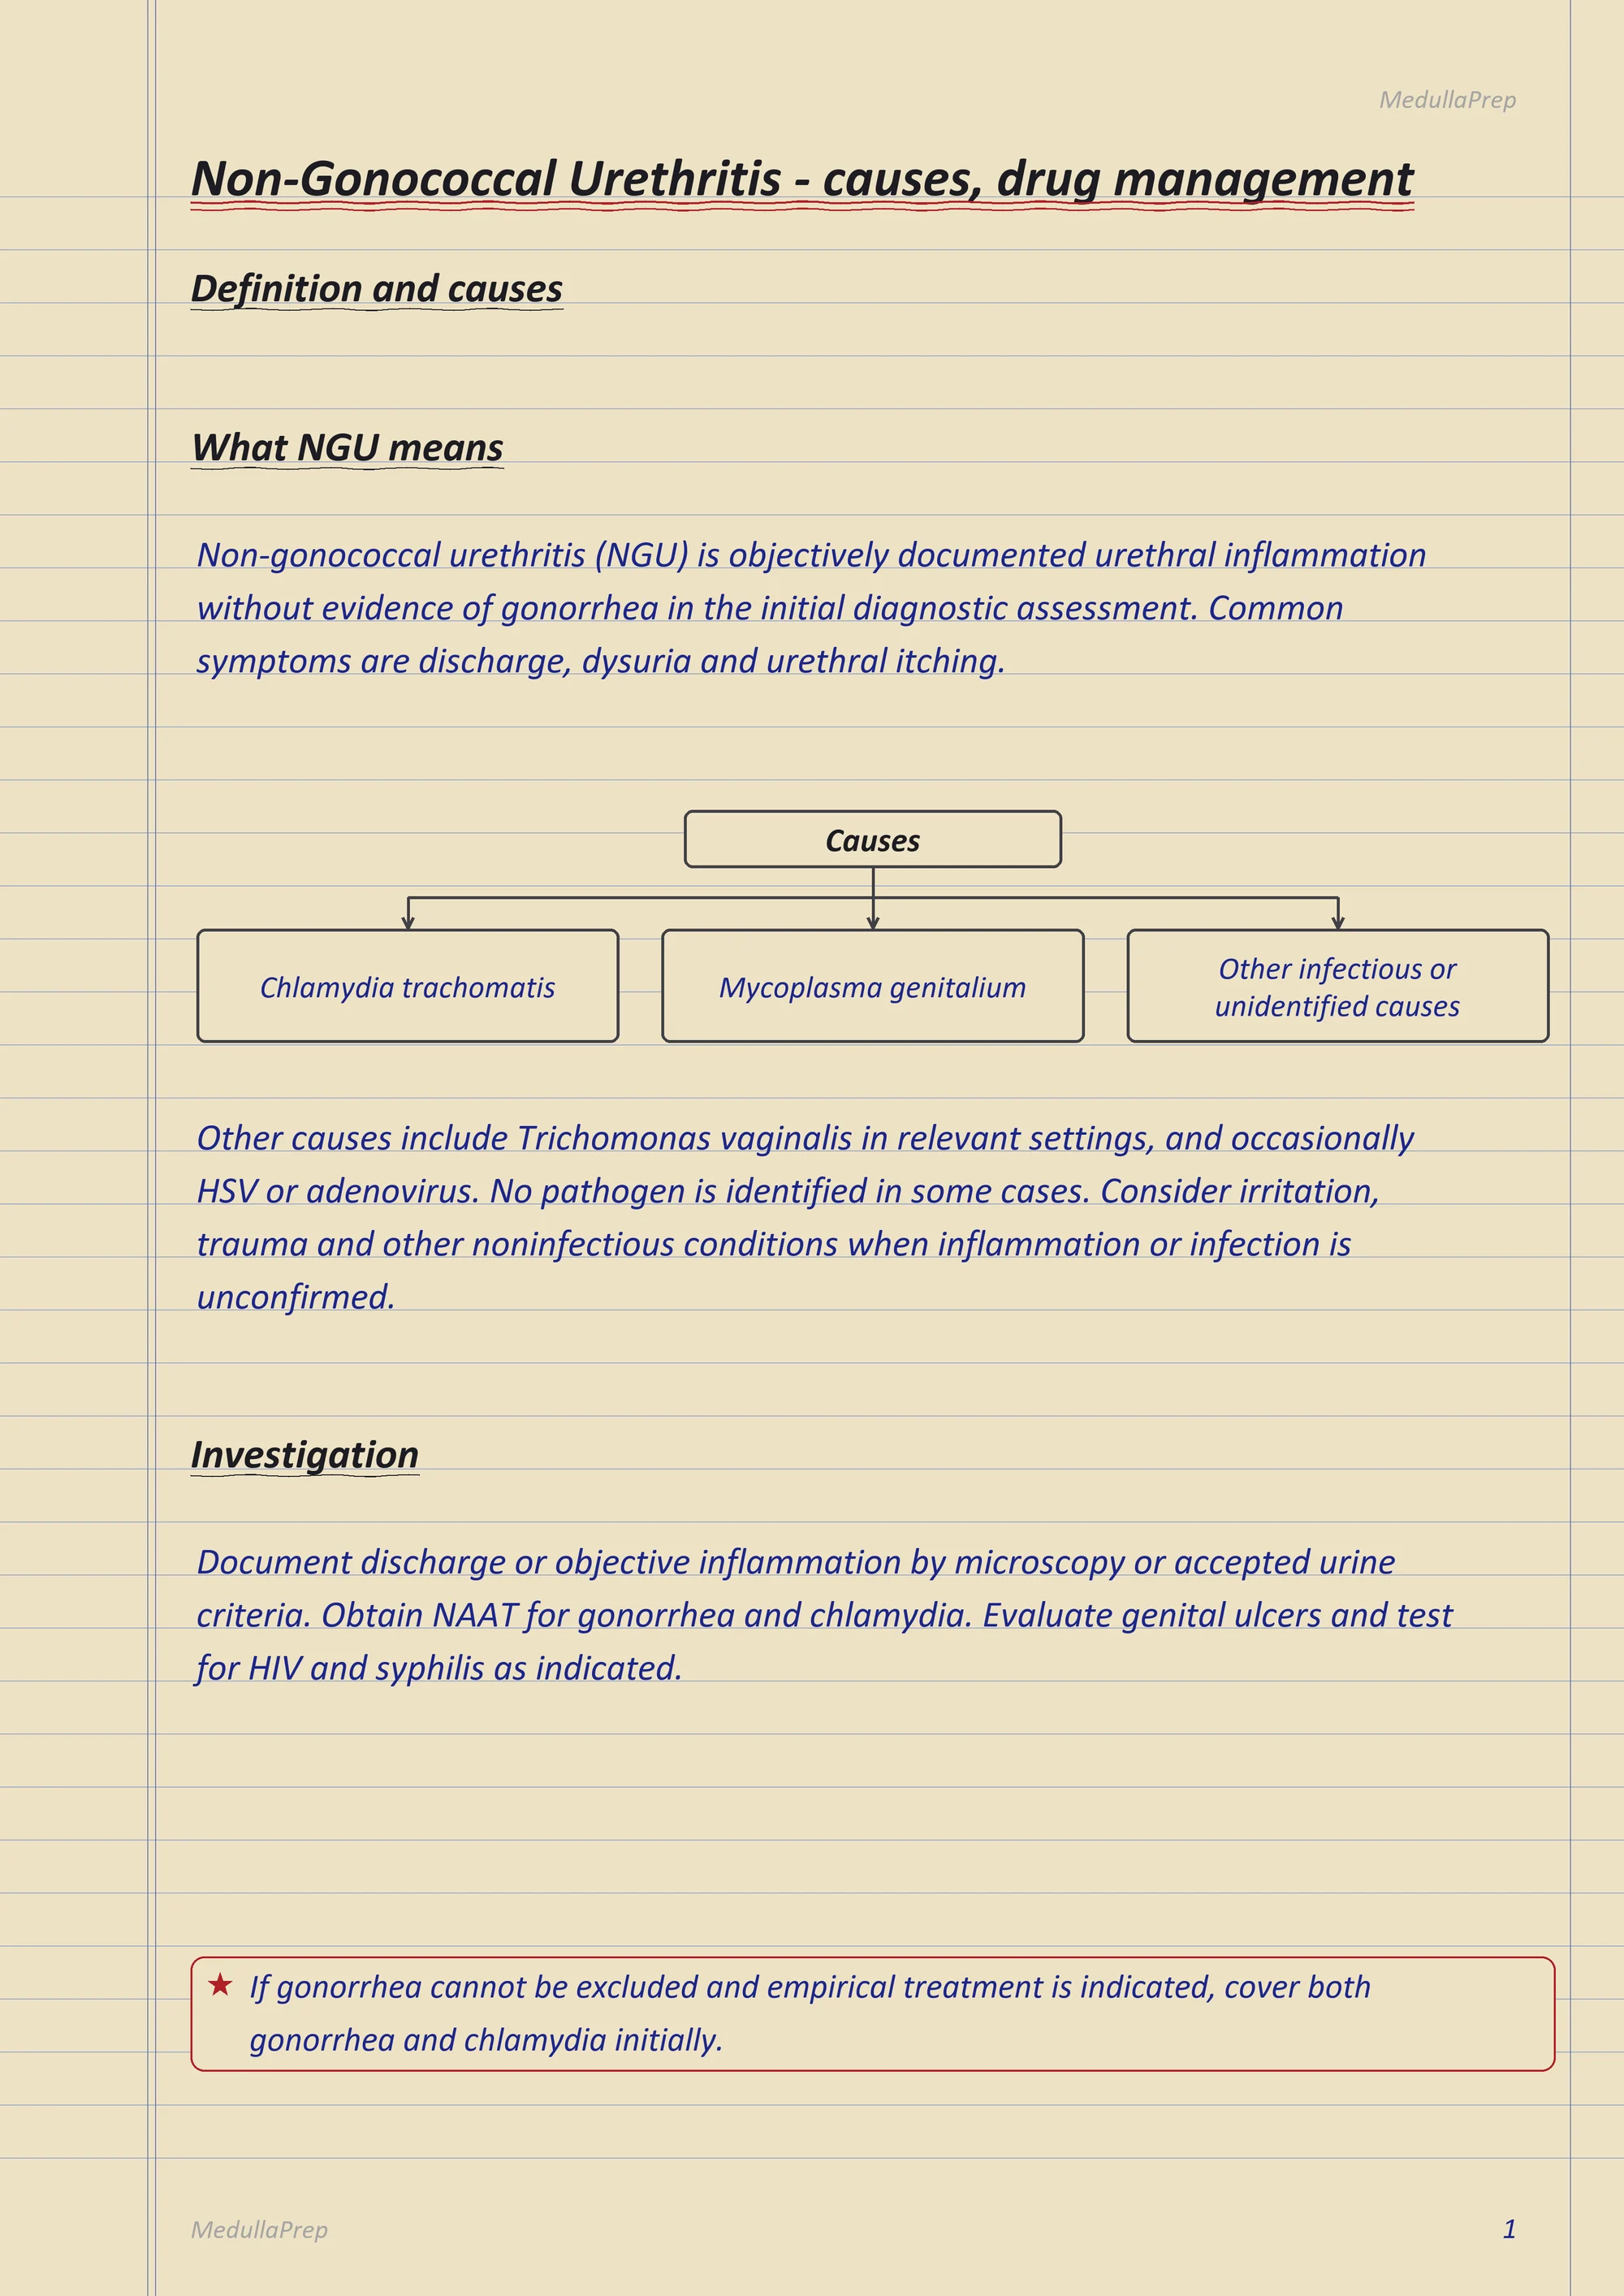 MedullaPrep
Non-Gonococcal Urethritis - causes, drug management
Definition and causes
What NGU means
Non-gonococcal urethritis (NGU) is objectively documented urethral inflammation
without evidence of gonorrhea in the initial diagnostic assessment. Common
symptoms are discharge, dysuria and urethral itching.
Causes
Chlamydia trachomatis
Mycoplasma genitalium
Other infectious or
unidentified causes
Other causes include Trichomonas vaginalis in relevant settings, and occasionally
HSV or adenovirus. No pathogen is identified in some cases. Consider irritation,
trauma and other noninfectious conditions when inflammation or infection is
unconfirmed.
Investigation
Document discharge or objective inflammation by microscopy or accepted urine
criteria. Obtain NAAT for gonorrhea and chlamydia. Evaluate genital ulcers and test
for HIV and syphilis as indicated.
★ If gonorrhea cannot be excluded and empirical treatment is indicated, cover both
gonorrhea and chlamydia initially.
MedullaPrep
1